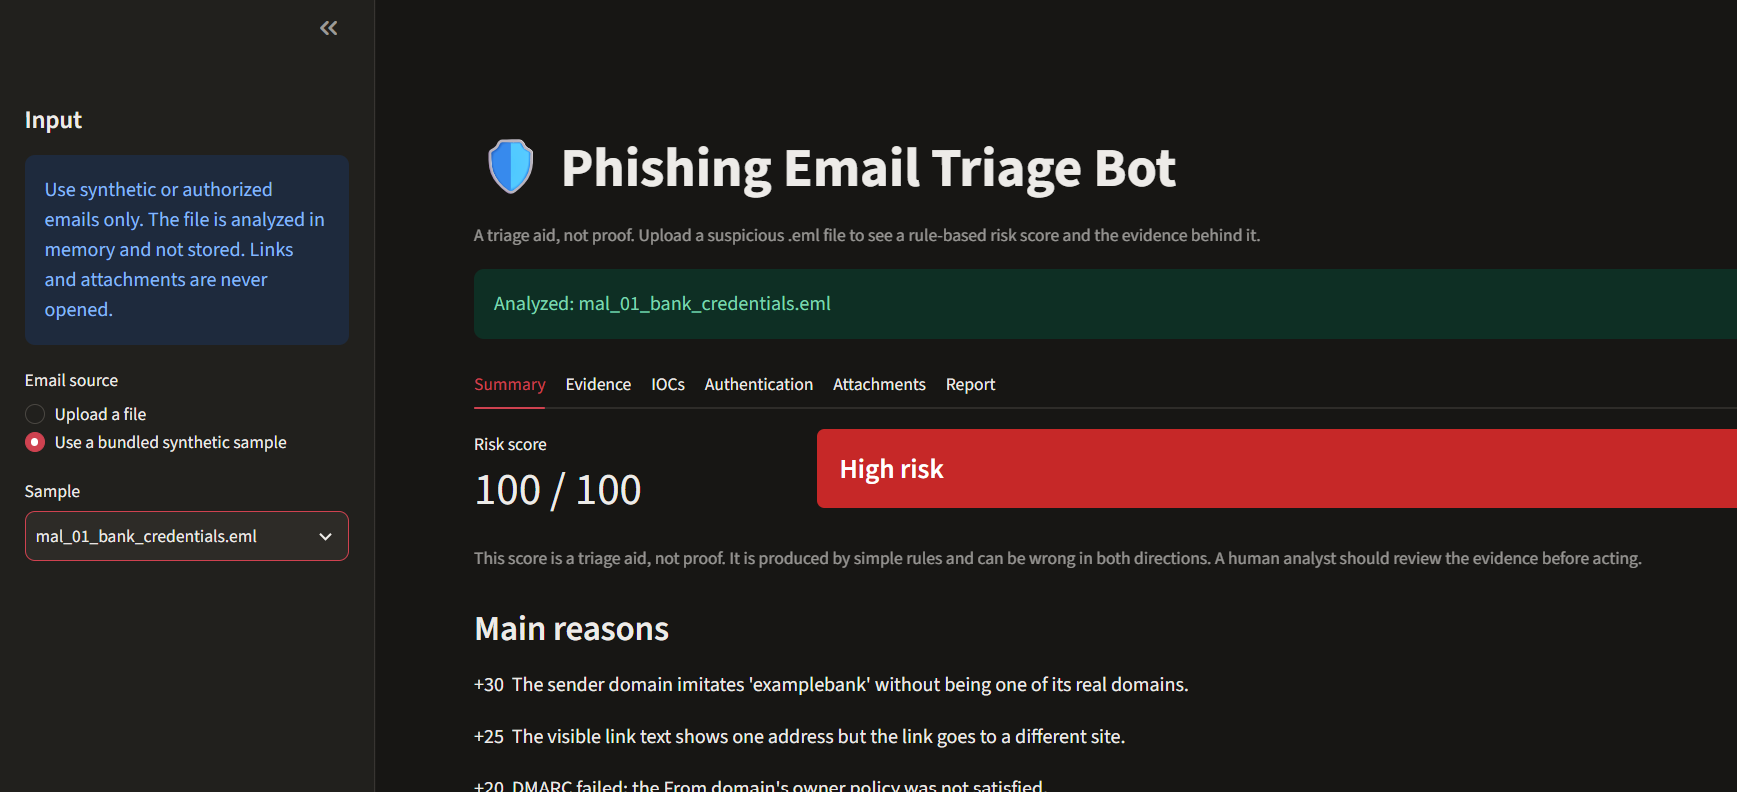 Input
Use synthetic or authorized
emails only. The file is analyzed in
memory and not stored. Links
and attachments are never
opened.
Email source
Upload a file
Use a bundled synthetic sample
Sample
mal_01_bank_credentials.eml
Phishing Email Triage Bot
A triage aid, not proof. Upload a suspicious .eml file to see a rule-based risk score and the evidence behind it.
Analyzed: mal_01_bank_credentials.eml
Summary Evidence IOCs Authentication Attachments Report
Risk score
100 / 100
High risk
This score is a triage aid, not proof. It is produced by simple rules and can be wrong in both directions. A human analyst should review the evidence before acting.
Main reasons
+30 The sender domain imitates 'examplebank' without being one of its real domains.
+25 The visible link text shows one address but the link goes to a different site.
+20 DMARC failed: the From domain's owner policy was not satisfied.